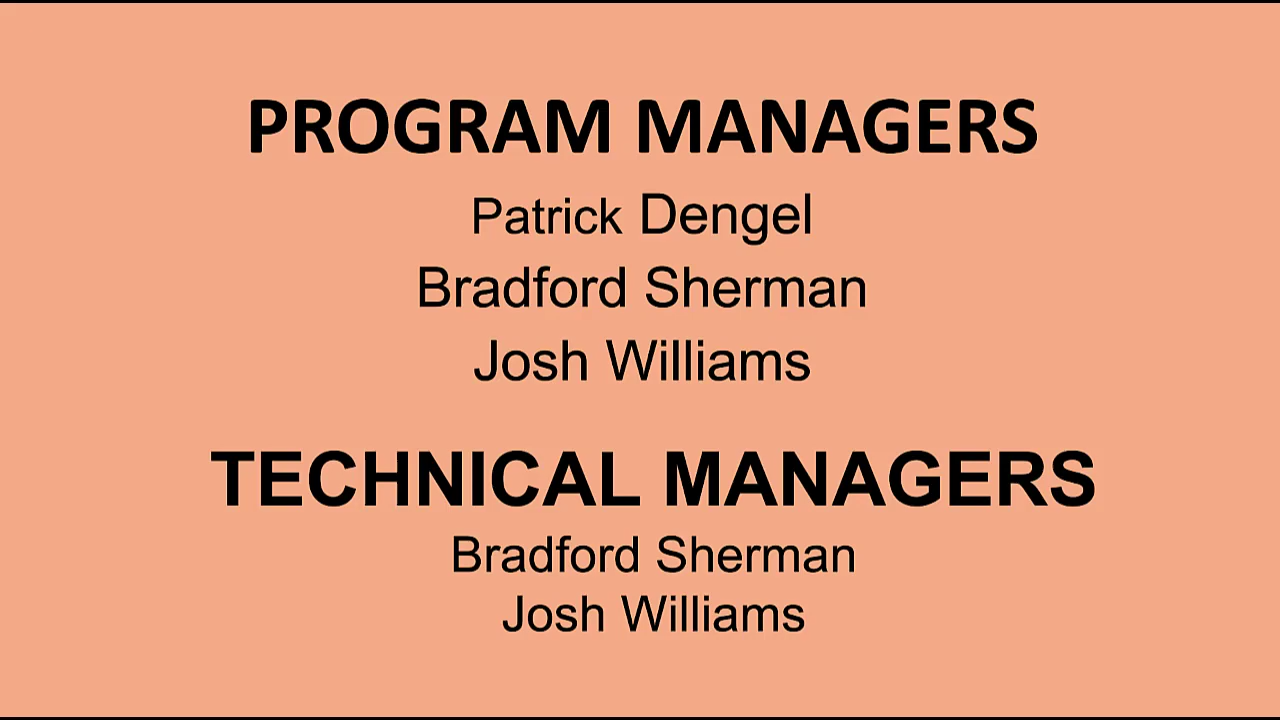 PROGRAM MANAGERS
Patrick Dengel
Bradford Sherman
Josh Williams
TECHNICAL MANAGERS
Bradford Sherman
Josh Williams